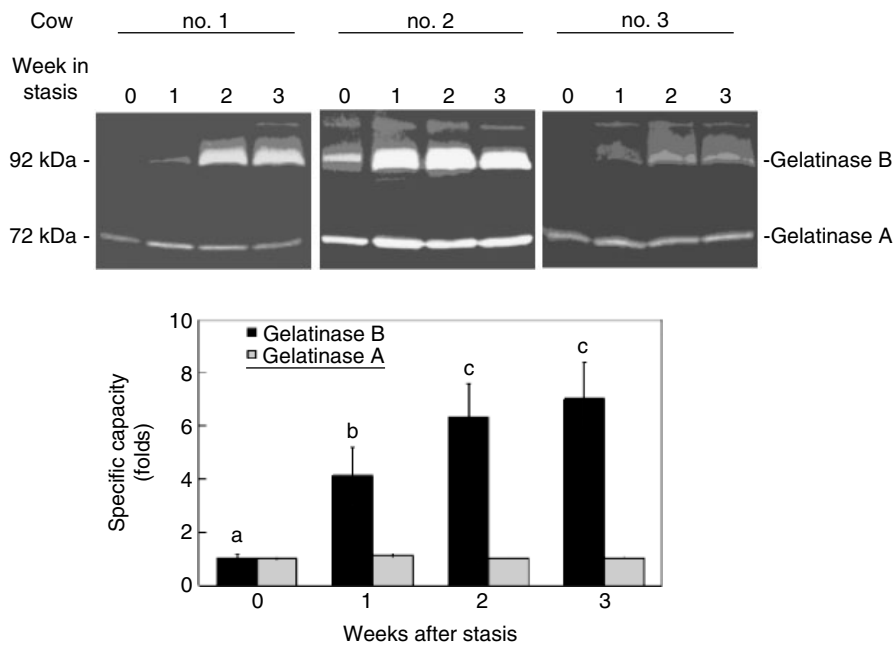 Cow no. 1 no. 2 no. 3
Week in
stasis
0 1 2 3 0 1 2 3 0 1 2 3
92 kDa - -Gelatinase B
72 kDa - -Gelatinase A
10
8
6
4
2
0
Specific capacity
(folds)
Gelatinase B
Gelatinase A
a
b
c
c
0 1 2 3
Weeks after stasis